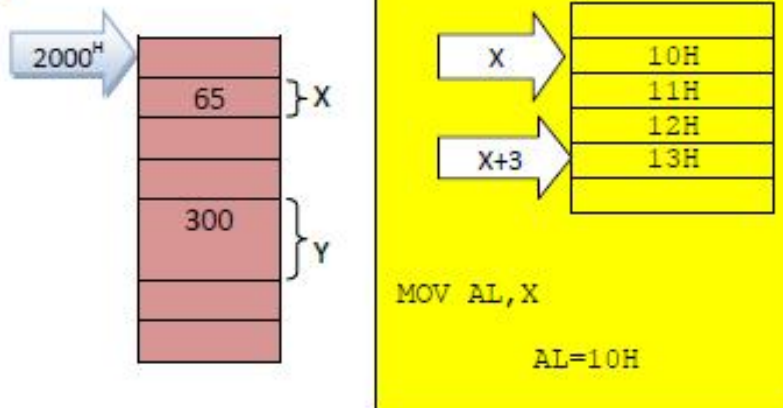 2000H
65
X
300
Y
X
10H
11H
12H
X+3
13H
MOV AL,X
AL=10H